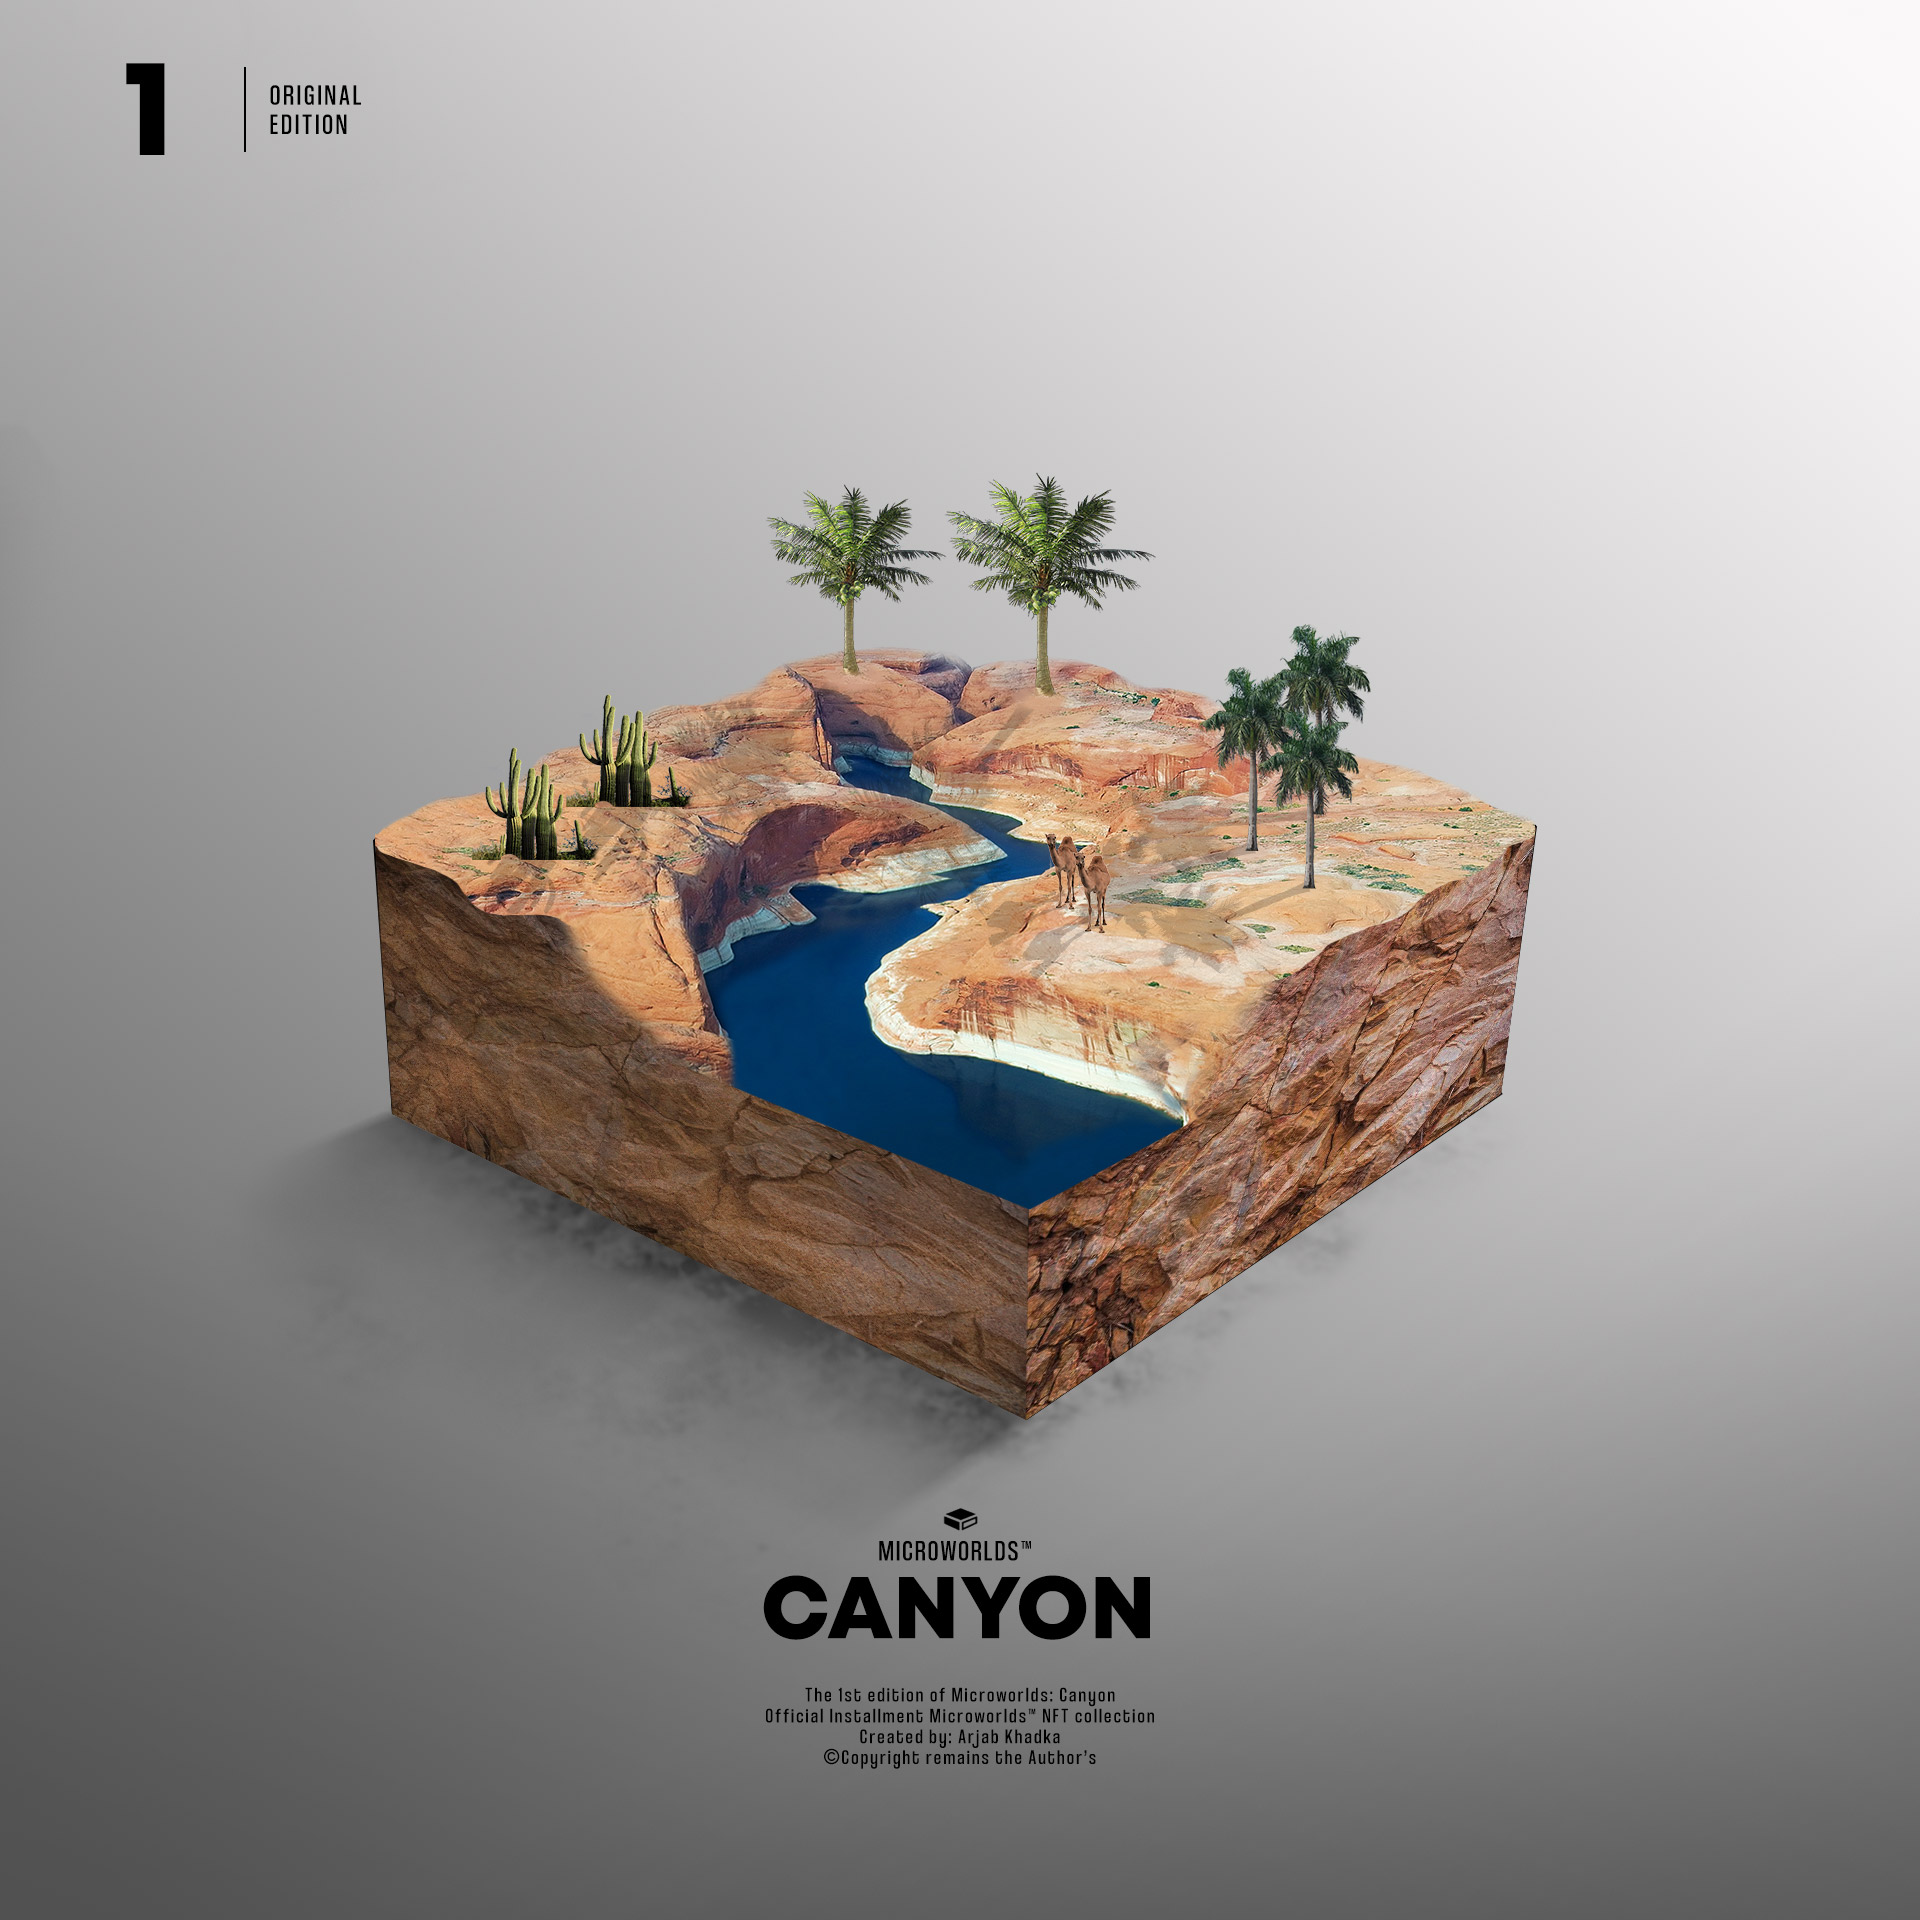 1
ORIGINAL
EDITION
MICROWORLDS™
CANYON
The 1st edition of Microworlds: Canyon
Official Installment Microworlds™ NFT collection
Created by: Arjab Khadka
©Copyright remains the Author's